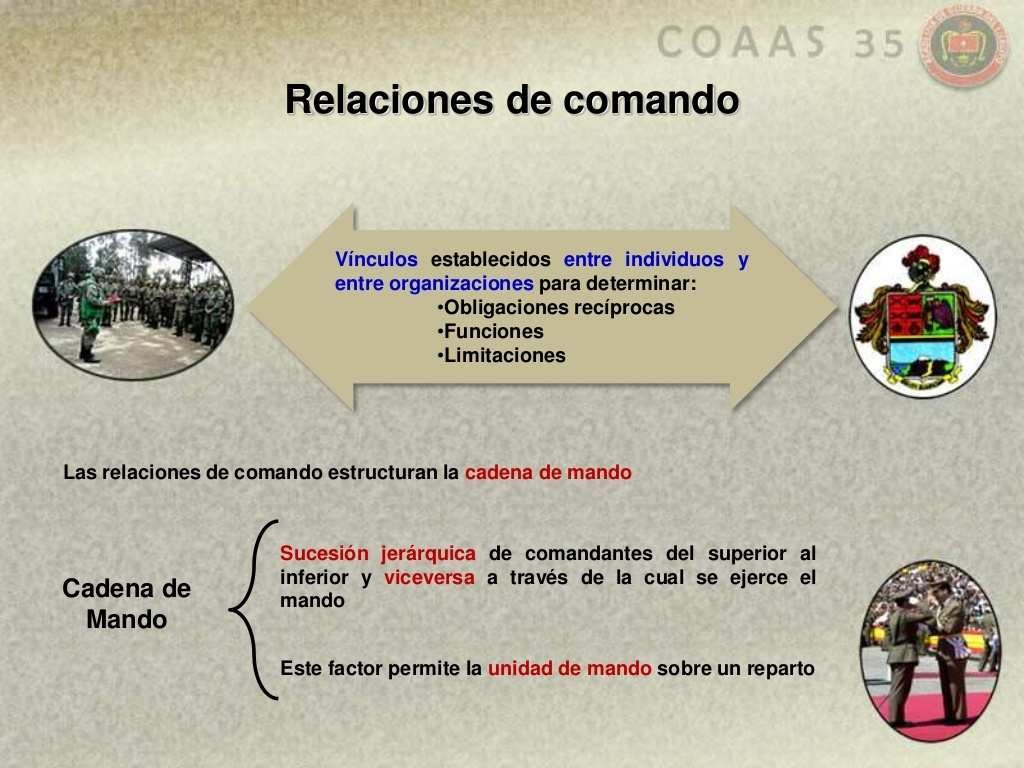 COAAS 35
Relaciones de comando
Vínculos establecidos entre individuos y
entre organizaciones para determinar:
•Obligaciones recíprocas
•Funciones
•Limitaciones
Las relaciones de comando estructuran la cadena de mando
Cadena de
Mando
Sucesión jerárquica de comandantes del superior al
inferior y viceversa a través de la cual se ejerce el
mando
Este factor permite la unidad de mando sobre un reparto